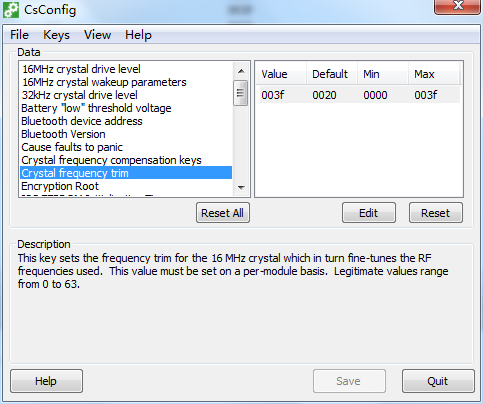 CsConfig
File Keys View Help
Data
16MHz crystal drive level
16MHz crystal wakeup parameters
32kHz crystal drive level
Battery "low" threshold voltage
Bluetooth device address
Bluetooth Version
Cause faults to panic
Crystal frequency compensation keys
Crystal frequency trim
Encryption Root
Value Default Min Max
003f 0020 0000 003f
Reset All
Edit
Reset
Description
This key sets the frequency trim for the 16 MHz crystal which in turn fine-tunes the RF
frequencies used. This value must be set on a per-module basis. Legitimate values range
from 0 to 63.
Help
Save
Quit